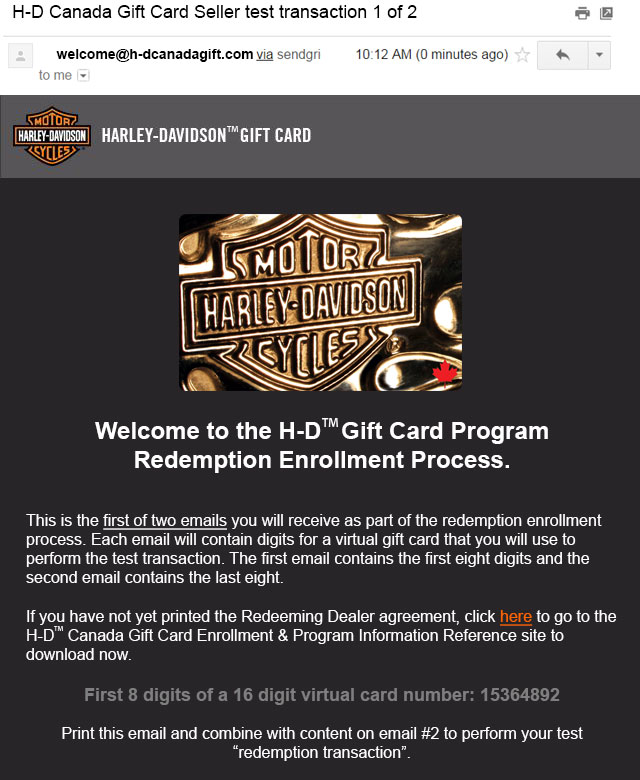 H-D Canada Gift Card Seller test transaction 1 of 2
welcome@h-dcanadagift.com via sendgri 10:12 AM (0 minutes ago)
to me
MOTOR
HARLEY-DAVIDSON
CYCLES
HARLEY-DAVIDSON™ GIFT CARD
MOTOR
HARLEY-DAVIDSON
CYCLES
Welcome to the H-D™ Gift Card Program
Redemption Enrollment Process.
This is the first of two emails you will receive as part of the redemption enrollment
process. Each email will contain digits for a virtual gift card that you will use to
perform the test transaction. The first email contains the first eight digits and the
second email contains the last eight.
If you have not yet printed the Redeeming Dealer agreement, click here to go to the
H-D™ Canada Gift Card Enrollment & Program Information Reference site to
download now.
First 8 digits of a 16 digit virtual card number: 15364892
Print this email and combine with content on email #2 to perform your test
“redemption transaction”.